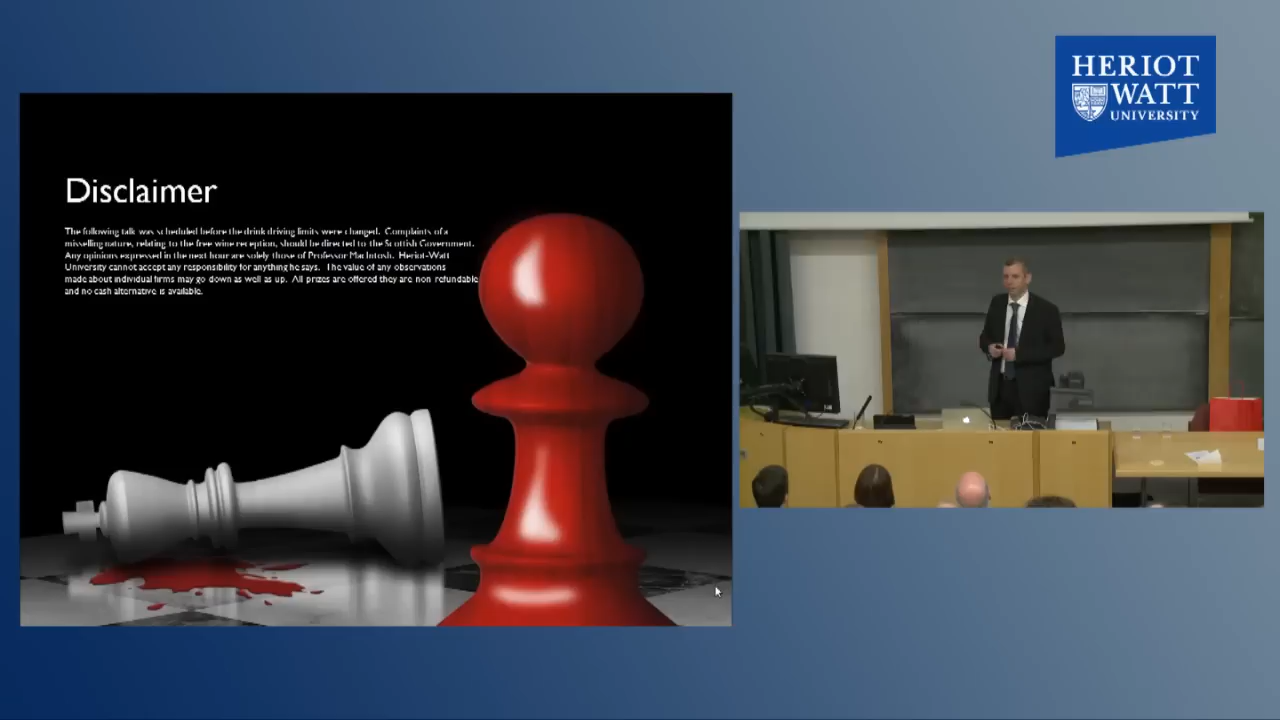 HERIOT
WATT
UNIVERSITY
Disclaimer
The following talk was scheduled before the drink driving limits were changed. Complaints of a
misselling nature, relating to the free wine reception, should be directed to the Scottish Government.
Any opinions expressed in the next hour are solely those of Professor MacIntosh. Heriot-Watt
University cannot accept any responsibility for anything he says. The value of any observations
made about individual firms may go down as well as up. All prizes are offered they are non-refundable
and no cash alternative is available.